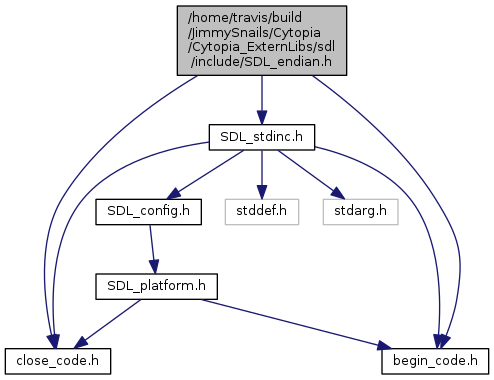 /home/travis/build
/JimmySnails/Cytopia
/Cytopia_ExternLibs/sdl
/include/SDL_endian.h
SDL_stdinc.h
SDL_config.h
stddef.h
stdarg.h
SDL_platform.h
close_code.h
begin_code.h